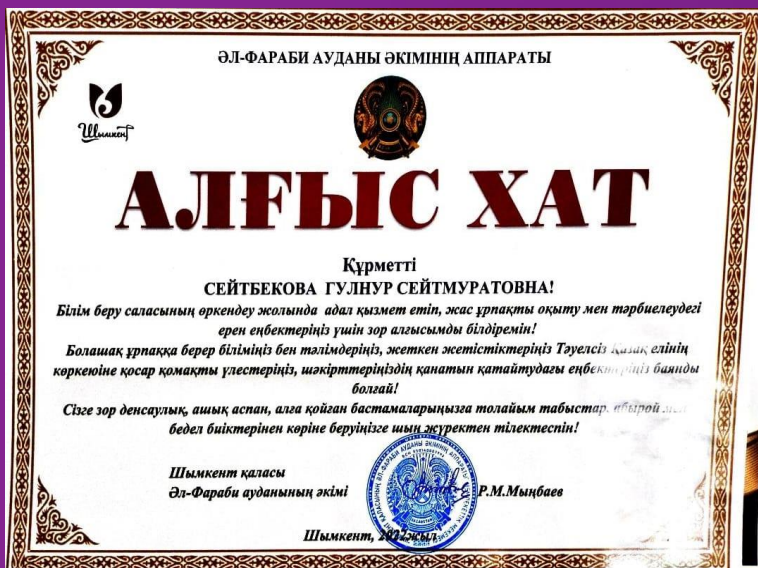 ӘЛ-ФАРАБИ АУДАНЫ ӘКІМІНІҢ АППАРАТЫ
Шымкент
АЛҒЫС ХАТ
Құрметті
СЕЙТБЕКОВА ГУЛНУР СЕЙТМУРАТОВНА!
Білім беру саласының өркендеу жолында адал қызмет етіп, жас ұрпақты оқыту мен тәрбиелеудегі
ерен еңбектеріңіз үшін зор алғысымды білдіремін!
Болашақ ұрпаққа берер біліміңіз бен тәлімдеріңіз, жеткен жетістіктеріңіз Тәуелсіз Қазақ елінің
көркеюіне қосар қомақты үлестеріңіз, шәкірттеріңіздің қанатын қатайтудағы еңбектеріңіз баянды
болғай!
Сізге зор денсаулық, ашық аспан, алға қойған бастамаларыңызға толайым табыстар, абырой мен
бедел биіктерінен көріне беруіңізге шын жүректен тілектеспін!
Шымкент қаласы
Әл-Фараби ауданының әкімі Р.М.Мыңбаев
Шымкент, 2022жыл